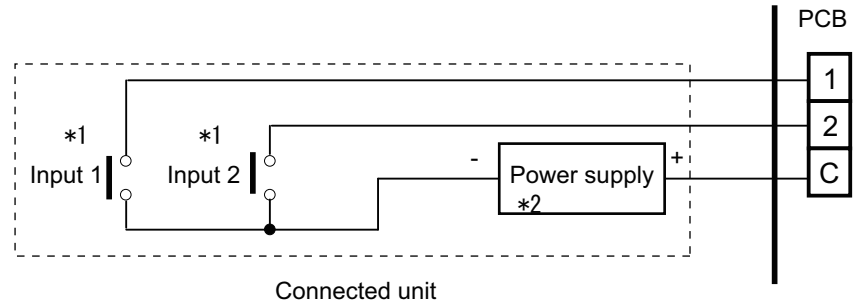 PCB
1
*1 *1
2
Input 1 Input 2 - Power supply + C
*2
Connected unit